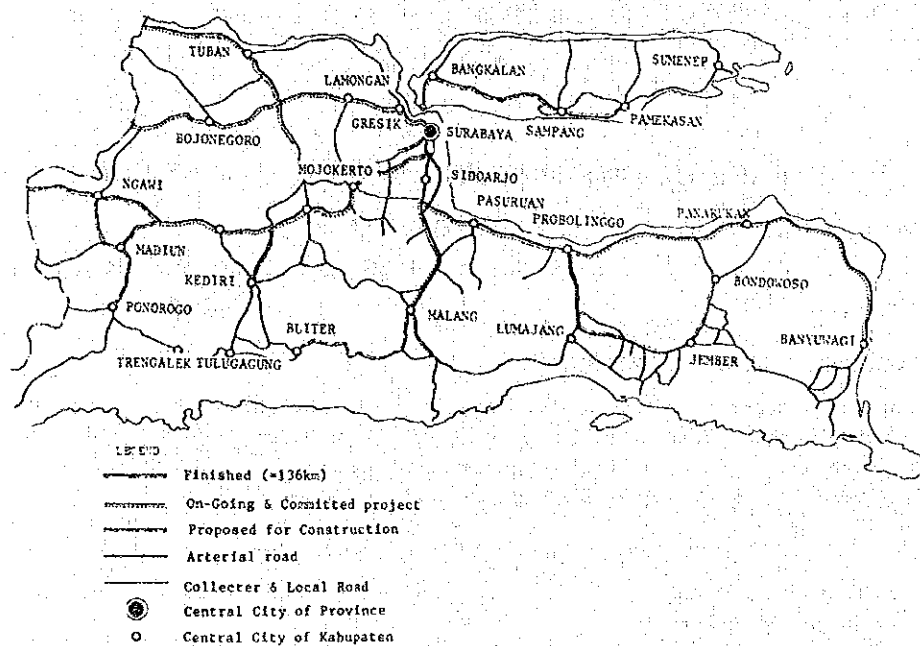 TUBAN
LAMONGAN
BANGKALAN
SUMENEP
GRESIK
BOJONEGORO
SURABAYA
SAMPANG
PAMEKASAN
MOJOKERTO
SIDOARJO
NGAWI
PASURUAN
PROBOLINGGO
PANARUKAN
MADIUN
KEDIRI
BONDOWOSO
PONOROGO
BLITER
MALANG
LUMAJANG
BANYUWAGI
TRENGALEK TULUGAGUNG
JEMBER
LEGEND
Finished (=136km)
On-Going & Committed project
Proposed for Construction
Arterial road
Collecter & Local Road
Central City of Province
Central City of Kabupaten